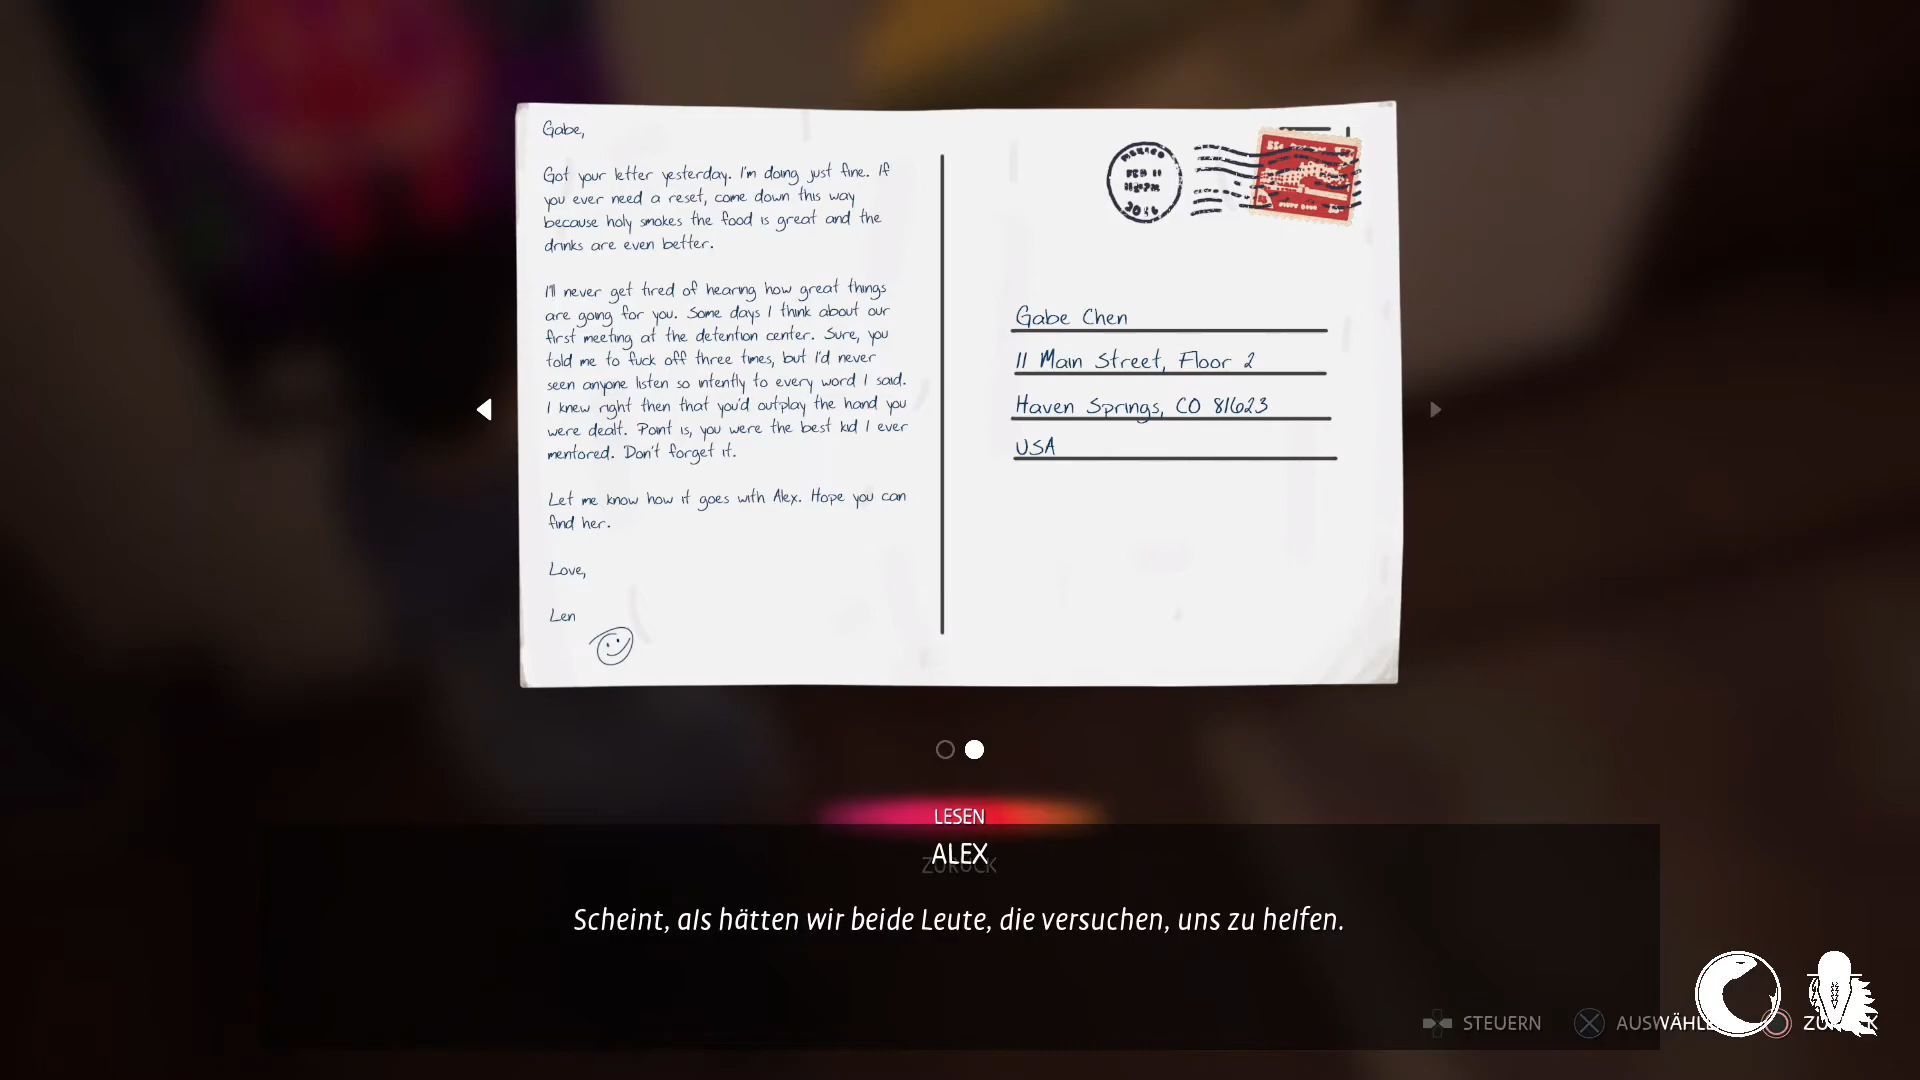 Gabe,
Got your letter yesterday. I'm doing just fine. If
you ever need a reset, come down this way
because holy smokes the food is great and the
drinks are even better.
I'll never get tired of hearing how great things
are going for you. Some days I think about our
first meeting at the detention center. Sure, you
told me to fuck off three times, but I'd never
seen anyone listen so intently to every word I said.
I knew right then that you'd outplay the hand you
were dealt. Point is, you were the best kid I ever
mentored. Don't forget it.
Let me know how it goes with Alex. Hope you can
find her.
Love,
Len
MEXICO
FEB 11
Gabe Chen
11 Main Street, Floor 2
Haven Springs, CO 81623
USA
LESEN
ALEX
ZURÜCK
Scheint, als hätten wir beide Leute, die versuchen, uns zu helfen.
STEUERN